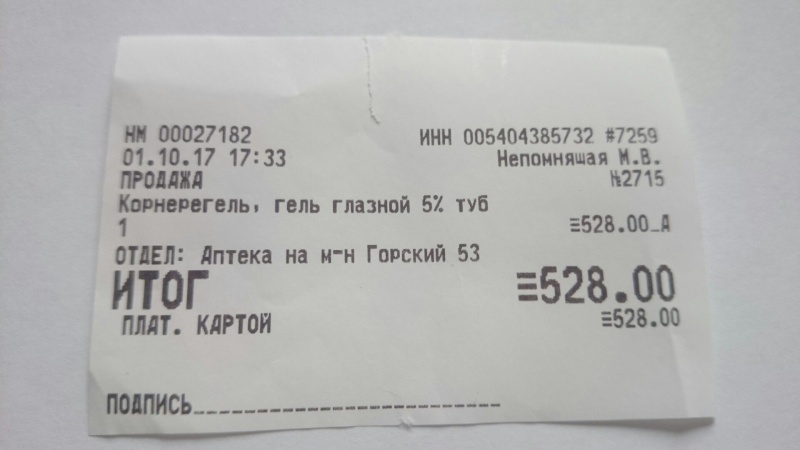 НМ 00027182 ИНН 005404385732 #7259
01.10.17 17:33 Непомнящая М.В.
ПРОДАЖА №2715
Корнерегель, гель глазной 5% туб
1 ≡528.00_А
ОТДЕЛ: Аптека на м-н Горский 53
ИТОГ ≡528.00
ПЛАТ. КАРТОЙ ≡528.00
ПОДПИСЬ_________________________